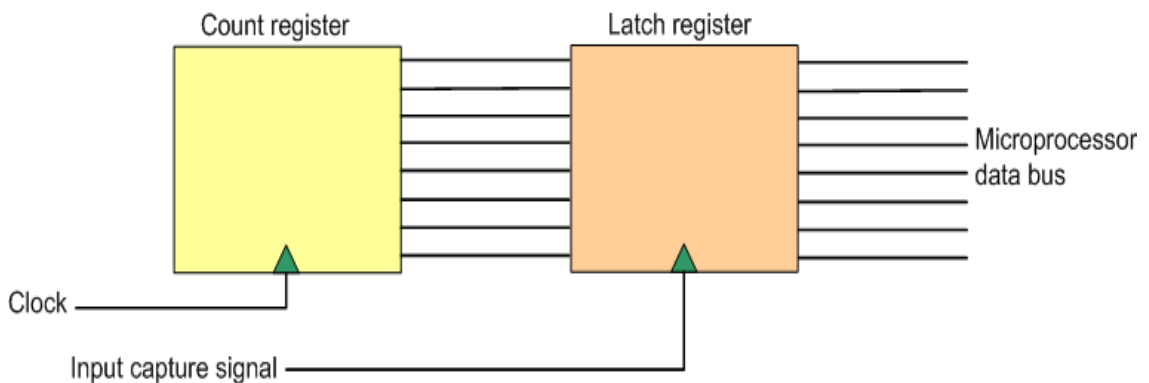 Count register
Latch register
Microprocessor
data bus
Clock
Input capture signal